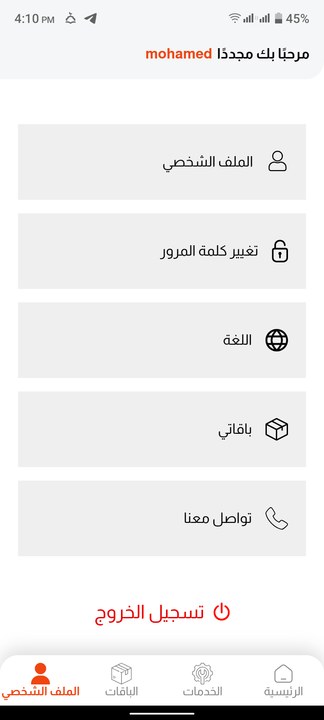 4:10 PM 45%
مرحبًا بك مجددًا mohamed
الملف الشخصي
تغيير كلمة المرور
اللغة
باقاتي
تواصل معنا
تسجيل الخروج
الرئيسية الخدمات الباقات الملف الشخصي